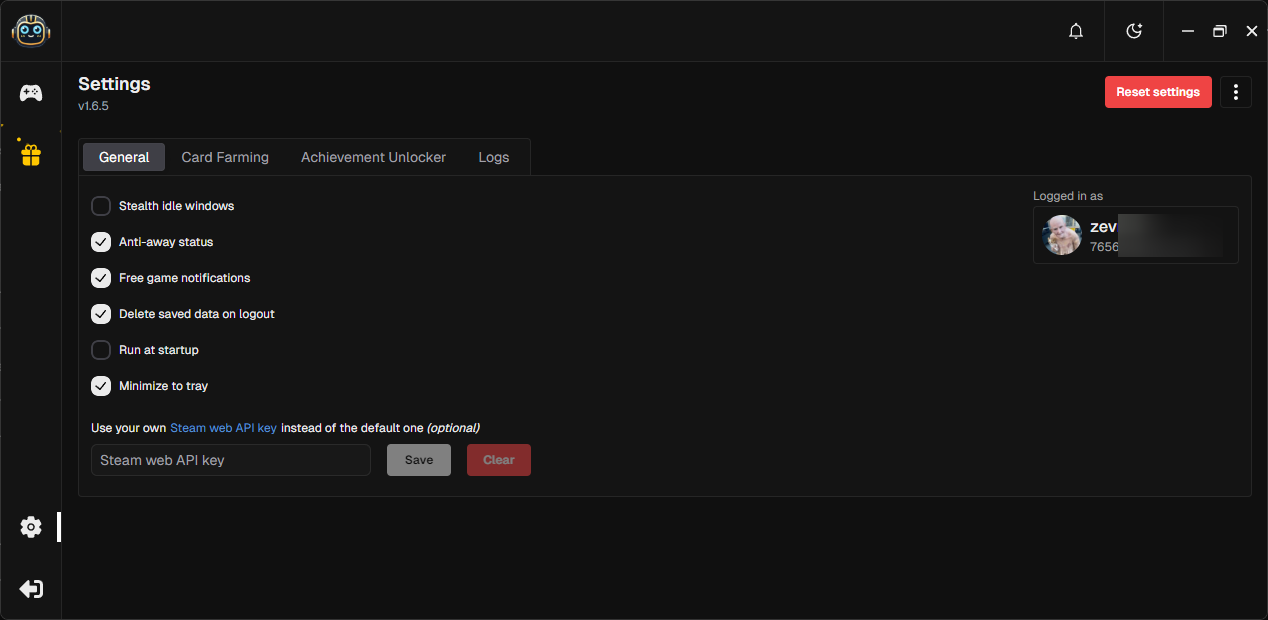 Settings
v1.6.5
Reset settings
General
Card Farming
Achievement Unlocker
Logs
Stealth idle windows
Anti-away status
Free game notifications
Delete saved data on logout
Run at startup
Minimize to tray
Logged in as
zev
7656
Use your own Steam web API key instead of the default one (optional)
Steam web API key
Save
Clear